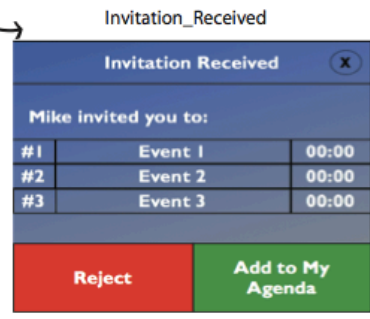 Invitation_Received
Invitation Received X
Mike invited you to:
#1 Event 1 00:00
#2 Event 2 00:00
#3 Event 3 00:00
Reject
Add to My
Agenda